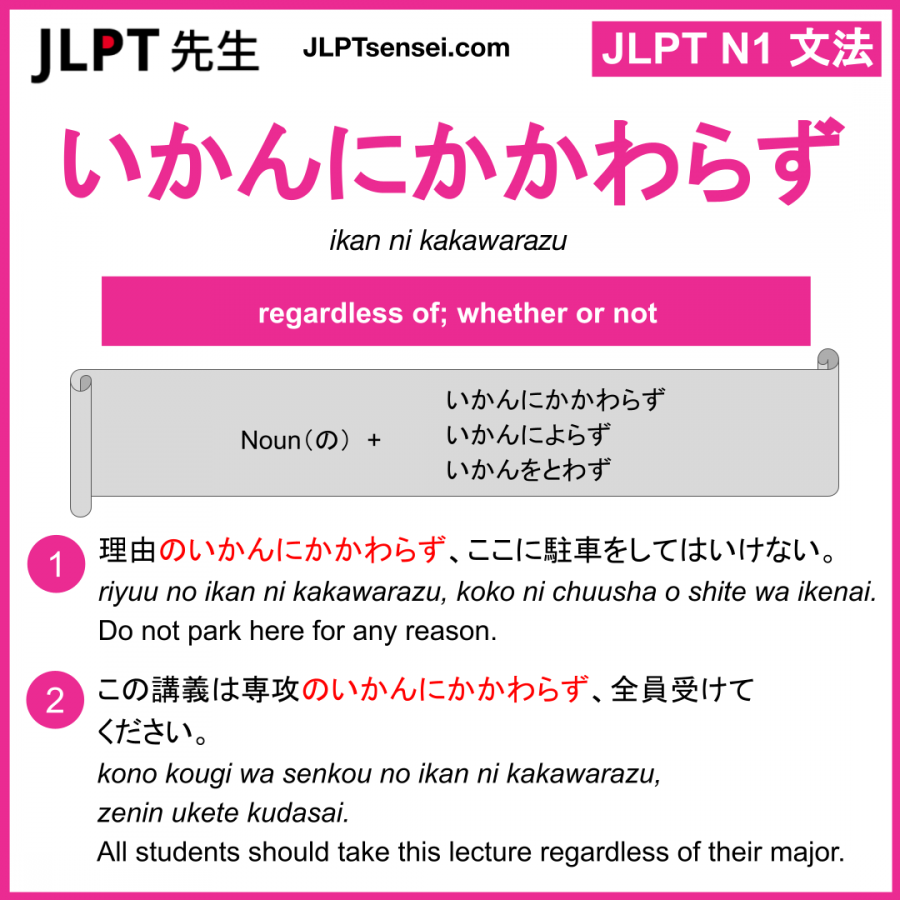 JLPT 先生
JLPTsensei.com
JLPT N1 文法
いかんにかかわらず
ikan ni kakawarazu
regardless of; whether or not
Noun（の） +
いかんにかかわらず
いかんによらず
いかんをとわず
1
理由のいかんにかかわらず、ここに駐車をしてはいけない。
riyuu no ikan ni kakawarazu, koko ni chuusha o shite wa ikenai.
Do not park here for any reason.
2
この講義は専攻のいかんにかかわらず、全員受けて
ください。
kono kougi wa senkou no ikan ni kakawarazu,
zenin ukete kudasai.
All students should take this lecture regardless of their major.